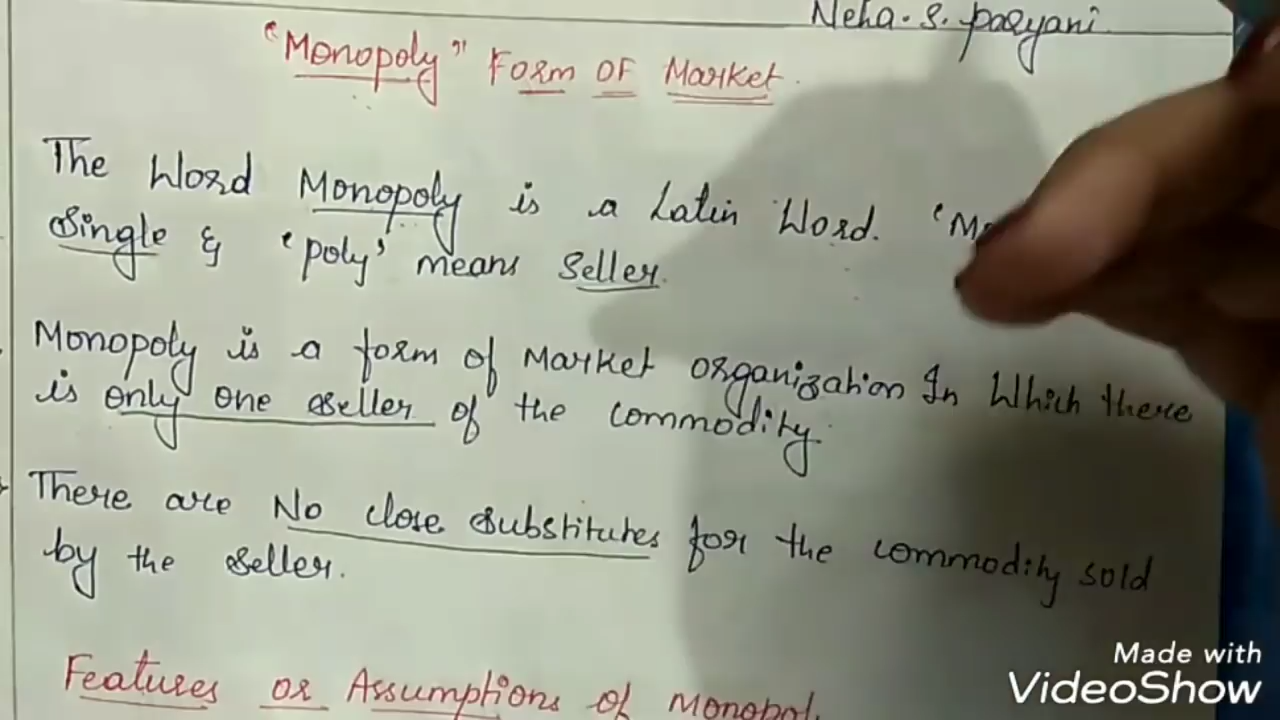 Neha. S. paryani
"Monopoly" Form OF Market.
The Word Monopoly is a Latin Word.
Single & 'poly' means Seller.
Monopoly is a form of Market organization In Which there
is only one seller of the commodity.
There are No close substitutes for the commodity sold
by the seller.
Features or Assumptions of Monopol
Made with
VideoShow